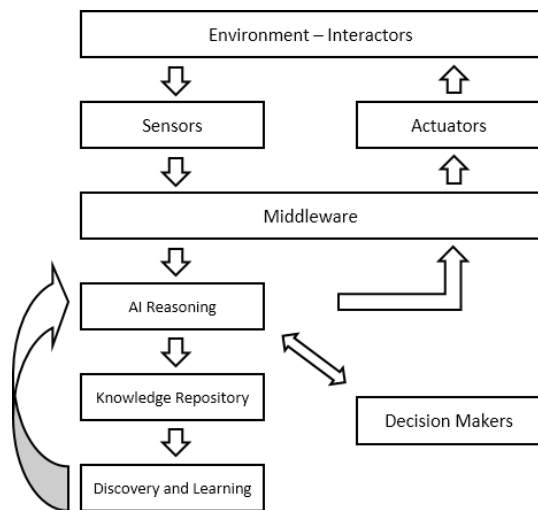 Environment – Interactors
Sensors
Actuators
Middleware
AI Reasoning
Knowledge Repository
Decision Makers
Discovery and Learning